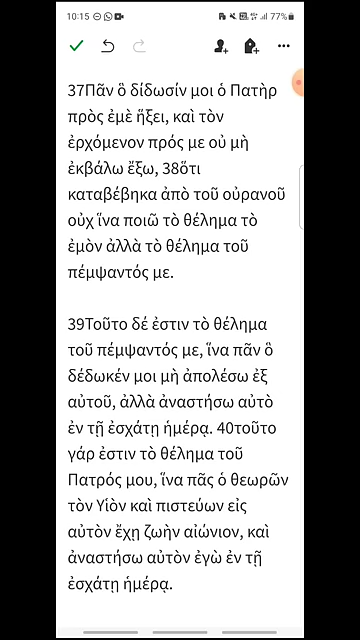 10:15
77%
37Πᾶν ὃ δίδωσίν μοι ὁ Πατὴρ
πρὸς ἐμὲ ἥξει, καὶ τὸν
ἐρχόμενον πρός με οὐ μὴ
ἐκβάλω ἔξω, 38ὅτι
καταβέβηκα ἀπὸ τοῦ οὐρανοῦ
οὐχ ἵνα ποιῶ τὸ θέλημα τὸ
ἐμὸν ἀλλὰ τὸ θέλημα τοῦ
πέμψαντός με.
39Τοῦτο δέ ἐστιν τὸ θέλημα
τοῦ πέμψαντός με, ἵνα πᾶν ὃ
δέδωκέν μοι μὴ ἀπολέσω ἐξ
αὐτοῦ, ἀλλὰ ἀναστήσω αὐτὸ
ἐν τῇ ἐσχάτῃ ἡμέρᾳ. 40τοῦτο
γάρ ἐστιν τὸ θέλημα τοῦ
Πατρός μου, ἵνα πᾶς ὁ θεωρῶν
τὸν Υἱὸν καὶ πιστεύων εἰς
αὐτὸν ἔχῃ ζωὴν αἰώνιον, καὶ
ἀναστήσω αὐτὸν ἐγὼ ἐν τῇ
ἐσχάτῃ ἡμέρᾳ.